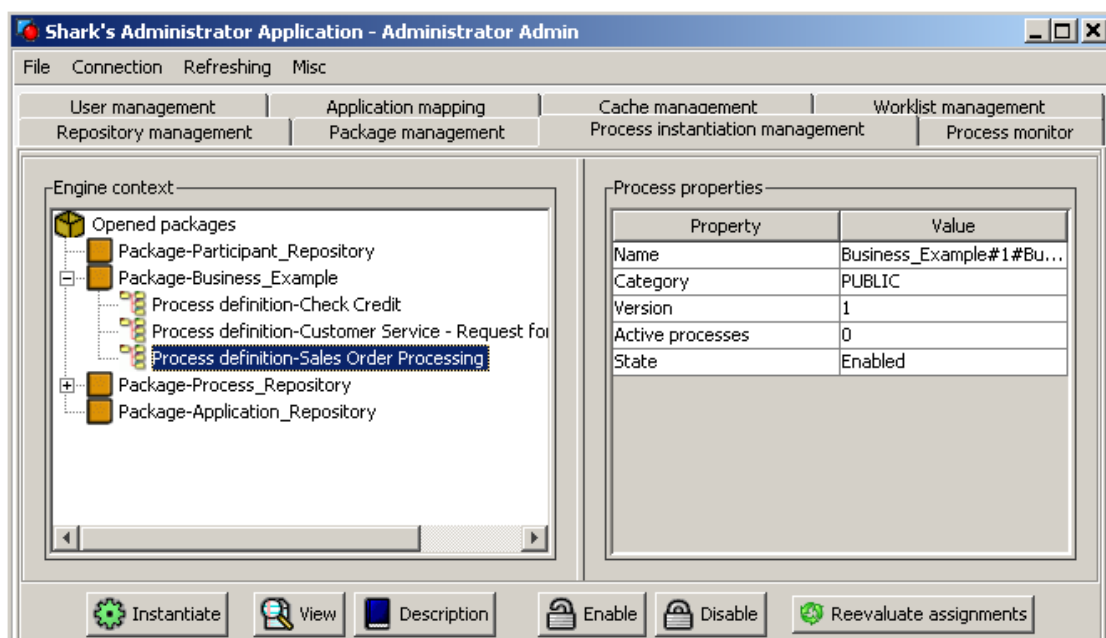 Shark's Administrator Application - Administrator Admin
File Connection Refreshing Misc
User management Application mapping Cache management Worklist management
Repository management Package management Process instantiation management Process monitor
Engine context
Opened packages
Package-Participant_Repository
Package-Business_Example
Process definition-Check Credit
Process definition-Customer Service - Request for
Process definition-Sales Order Processing
Package-Process_Repository
Package-Application_Repository
Process properties
Property Value
Name Business_Example#1#Bu...
Category PUBLIC
Version 1
Active processes 0
State Enabled
Instantiate View Description Enable Disable Reevaluate assignments